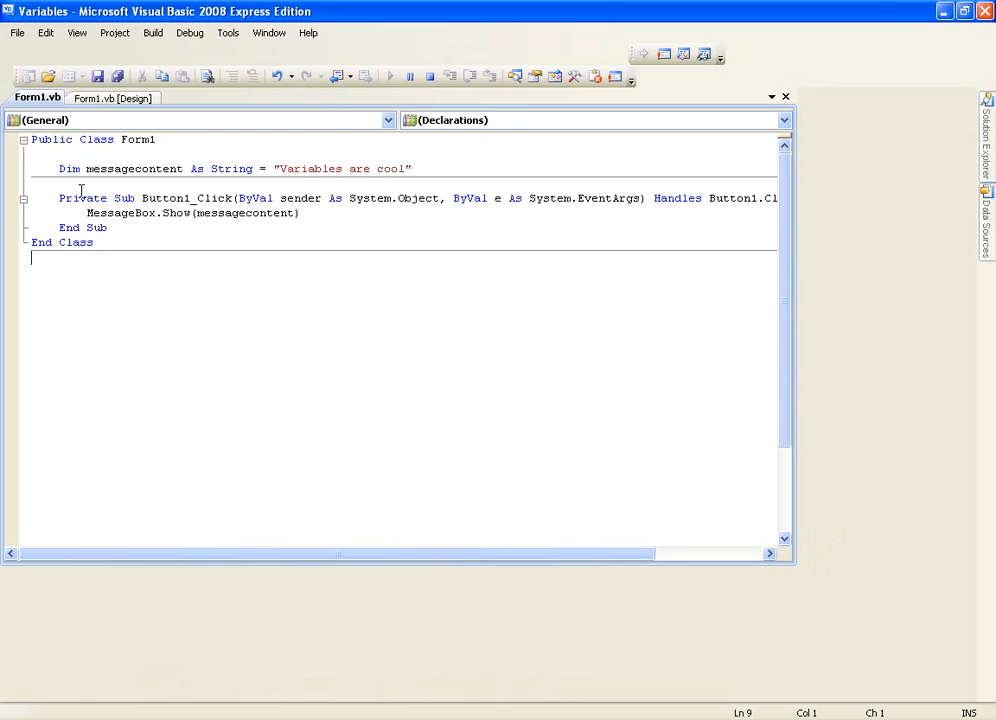 Variables - Microsoft Visual Basic 2008 Express Edition
File Edit View Project Build Debug Tools Window Help
Form1.vb Form1.vb [Design]
(General) (Declarations)
Public Class Form1
Dim messagecontent As String = "Variables are cool"
Private Sub Button1_Click(ByVal sender As System.Object, ByVal e As System.EventArgs) Handles Button1.Cl
MessageBox.Show(messagecontent)
End Sub
End Class
Solution Explorer
Data Sources
Ln 9 Col 1 Ch 1 INS